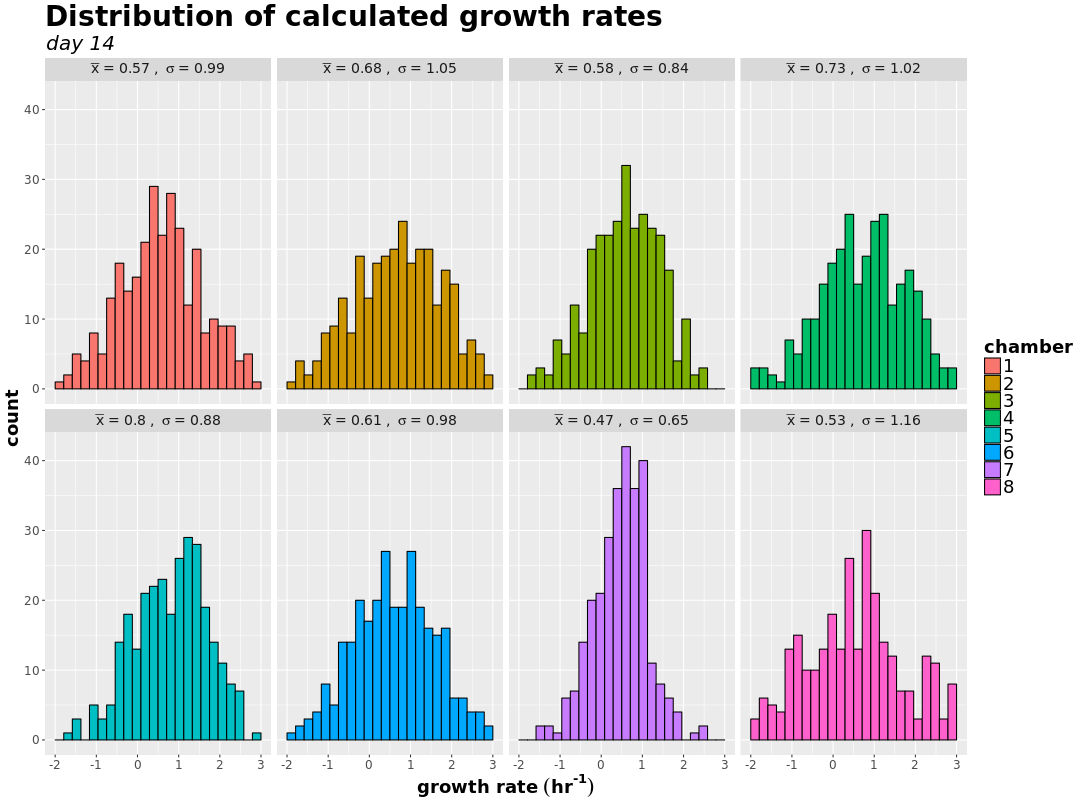 Distribution of calculated growth rates
day 14
x̅ = 0.57 , σ = 0.99
x̅ = 0.68 , σ = 1.05
x̅ = 0.58 , σ = 0.84
x̅ = 0.73 , σ = 1.02
40
30
20
10
0
count
x̅ = 0.8 , σ = 0.88
x̅ = 0.61 , σ = 0.98
x̅ = 0.47 , σ = 0.65
x̅ = 0.53 , σ = 1.16
40
30
20
10
0
-2 -1 0 1 2 3
-2 -1 0 1 2 3
-2 -1 0 1 2 3
-2 -1 0 1 2 3
growth rate (hr⁻¹)
chamber
1
2
3
4
5
6
7
8